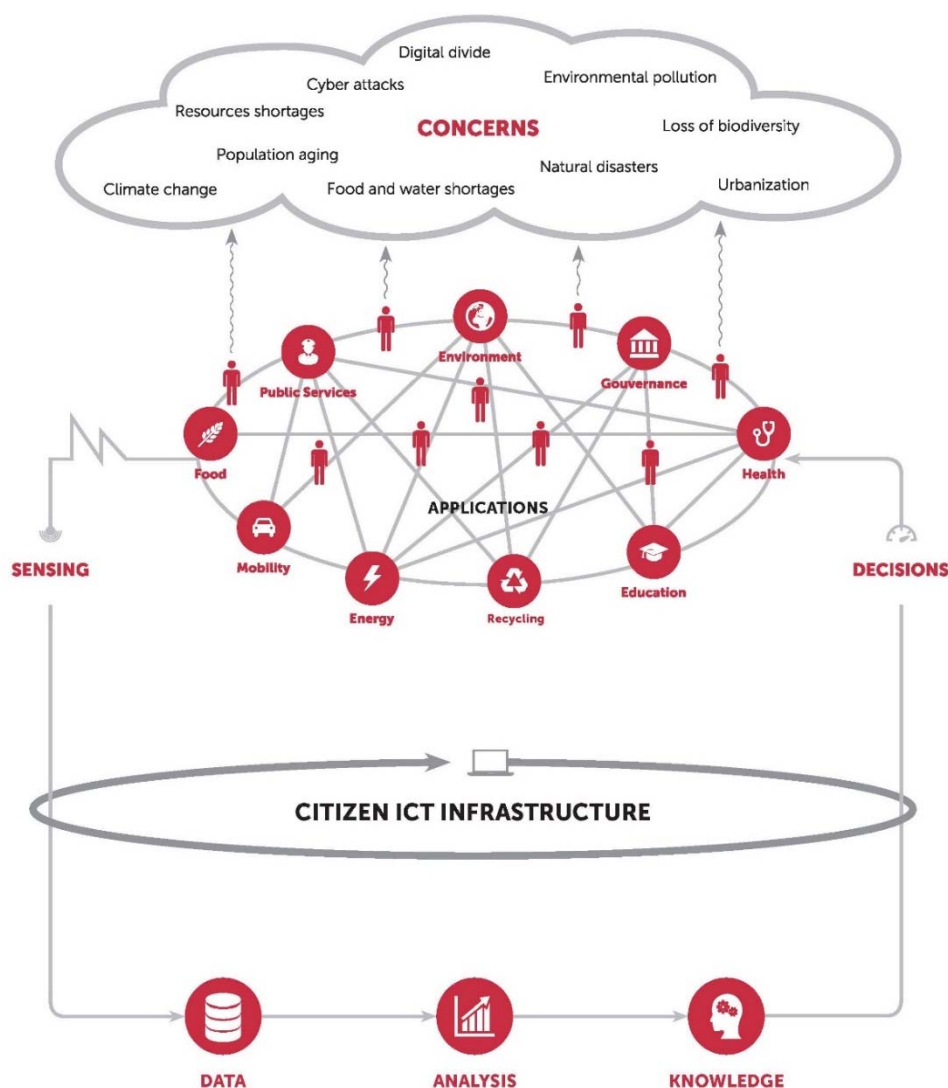 Digital divide
Cyber attacks
Environmental pollution
Resources shortages
CONCERNS
Loss of biodiversity
Population aging
Natural disasters
Climate change
Food and water shortages
Urbanization
Environment
Public Services
Gouvernance
Food
Health
APPLICATIONS
Mobility
SENSING
DECISIONS
Energy
Recycling
Education
CITIZEN ICT INFRASTRUCTURE
DATA
ANALYSIS
KNOWLEDGE